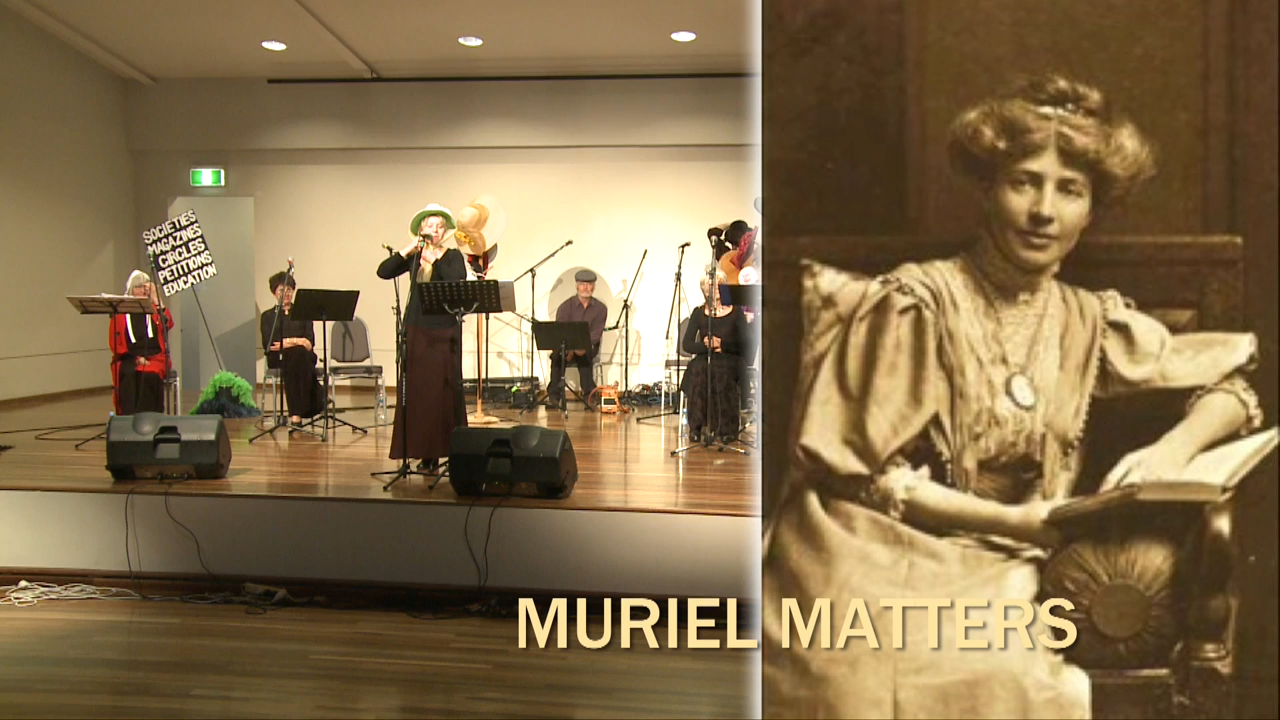 SOCIETIES
MAGAZINES
CIRCLES
PETITIONS
EDUCATION
MURIEL MATTERS